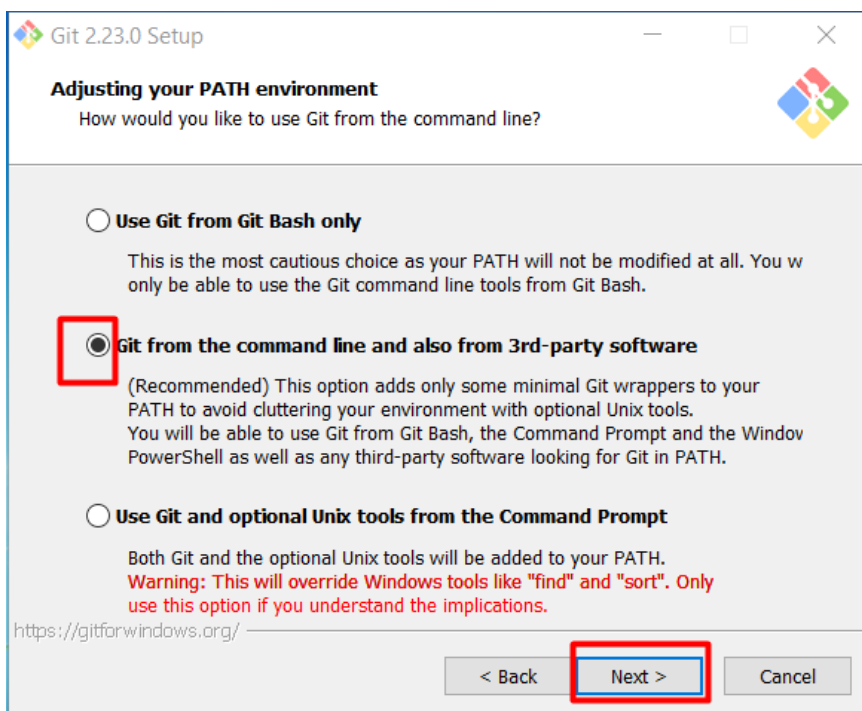 Git 2.23.0 Setup
Adjusting your PATH environment
How would you like to use Git from the command line?
Use Git from Git Bash only
This is the most cautious choice as your PATH will not be modified at all. You w
only be able to use the Git command line tools from Git Bash.
Git from the command line and also from 3rd-party software
(Recommended) This option adds only some minimal Git wrappers to your
PATH to avoid cluttering your environment with optional Unix tools.
You will be able to use Git from Git Bash, the Command Prompt and the Window
PowerShell as well as any third-party software looking for Git in PATH.
Use Git and optional Unix tools from the Command Prompt
Both Git and the optional Unix tools will be added to your PATH.
Warning: This will override Windows tools like "find" and "sort". Only
use this option if you understand the implications.
https://gitforwindows.org/
< Back Next > Cancel